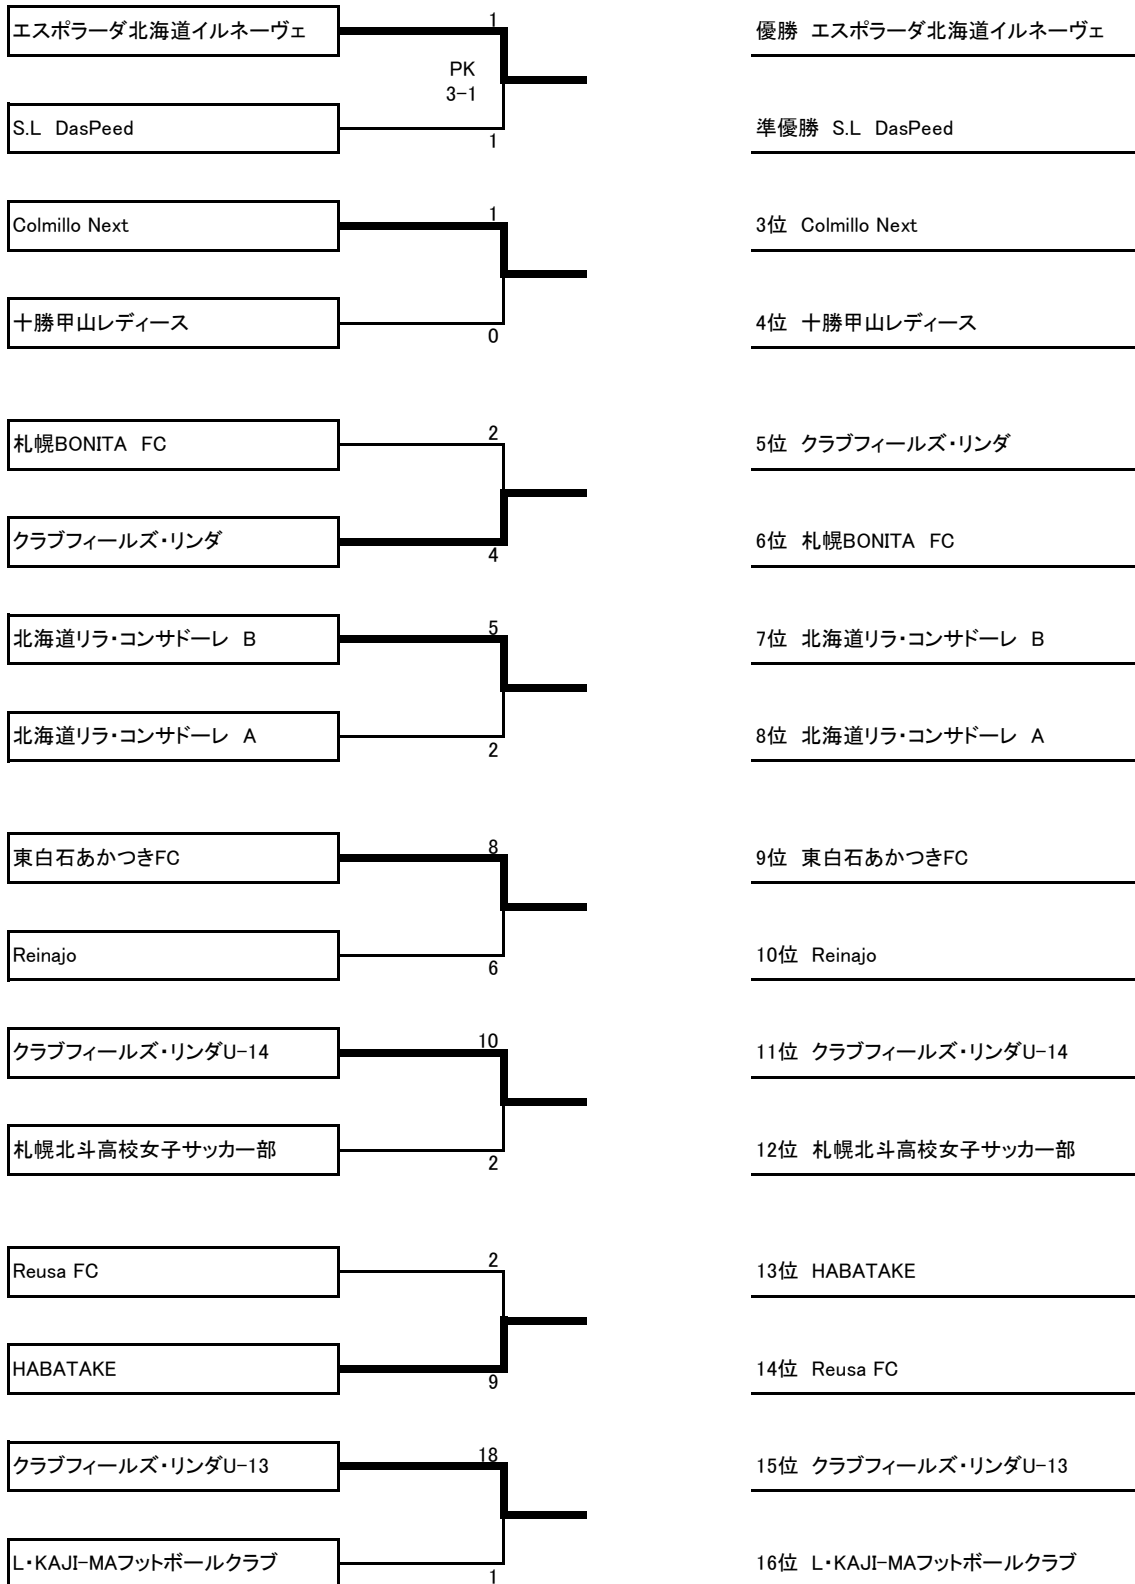 エスポラーダ北海道イルネーヴェ 1 優勝 エスポラーダ北海道イルネーヴェ
PK
3-1
S.L DasPeed 1 準優勝 S.L DasPeed
Colmillo Next 1 3位 Colmillo Next
十勝甲山レディース 0 4位 十勝甲山レディース
札幌BONITA FC 2 5位 クラブフィールズ・リンダ
クラブフィールズ・リンダ 4 6位 札幌BONITA FC
北海道リラ・コンサドーレ B 5 7位 北海道リラ・コンサドーレ B
北海道リラ・コンサドーレ A 2 8位 北海道リラ・コンサドーレ A
東白石あかつきFC 8 9位 東白石あかつきFC
Reinajo 6 10位 Reinajo
クラブフィールズ・リンダU-14 10 11位 クラブフィールズ・リンダU-14
札幌北斗高校女子サッカー部 2 12位 札幌北斗高校女子サッカー部
Reusa FC 2 13位 HABATAKE
HABATAKE 9 14位 Reusa FC
クラブフィールズ・リンダU-13 18 15位 クラブフィールズ・リンダU-13
L・KAJI-MAフットボールクラブ 1 16位 L・KAJI-MAフットボールクラブ